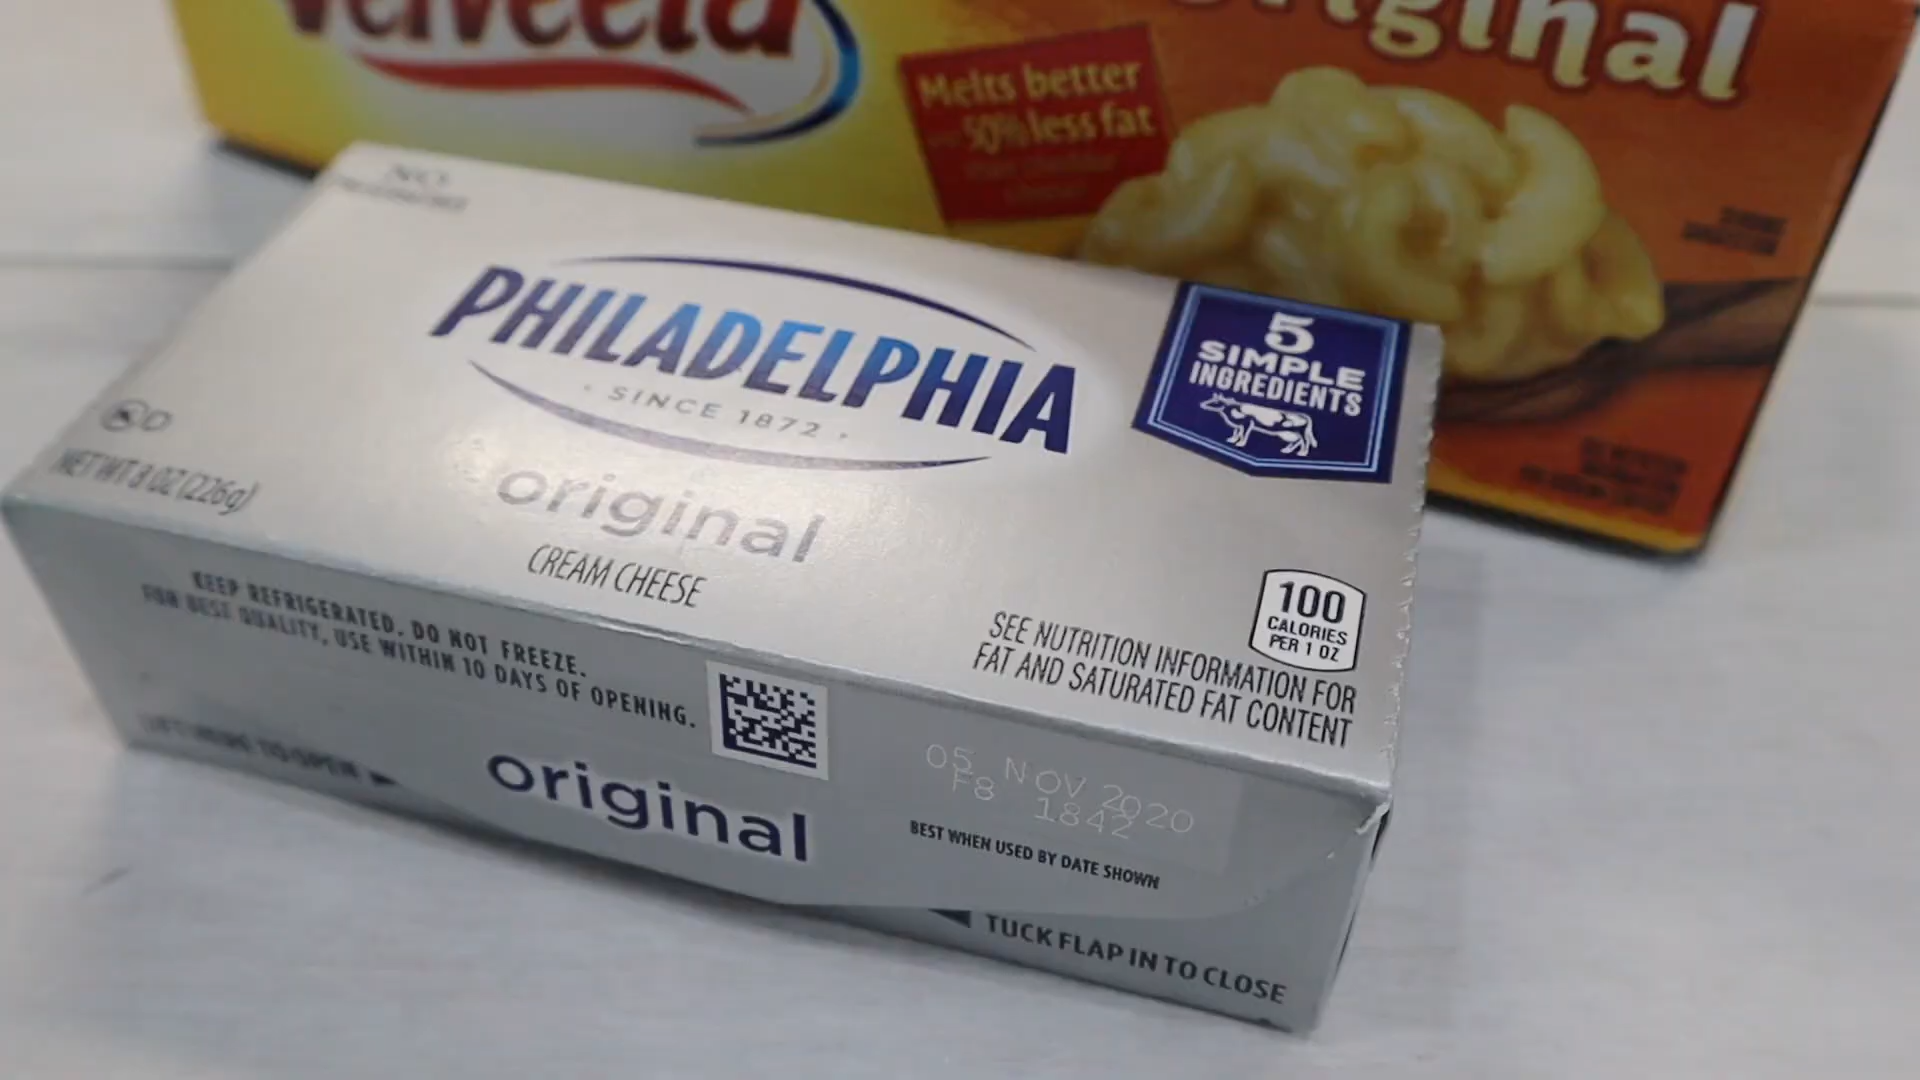 Velveeta
Original
Melts better
50% less fat
NO
PHILADELPHIA
SINCE 1872
original
CREAM CHEESE
5
SIMPLE
INGREDIENTS
D
NET WT 8 OZ (226g)
100
CALORIES
PER 1 OZ
SEE NUTRITION INFORMATION FOR
FAT AND SATURATED FAT CONTENT
KEEP REFRIGERATED. DO NOT FREEZE.
FOR BEST QUALITY, USE WITHIN 10 DAYS OF OPENING.
TO OPEN
original
05 NOV 2020
F8 1842
BEST WHEN USED BY DATE SHOWN
TUCK FLAP IN TO CLOSE